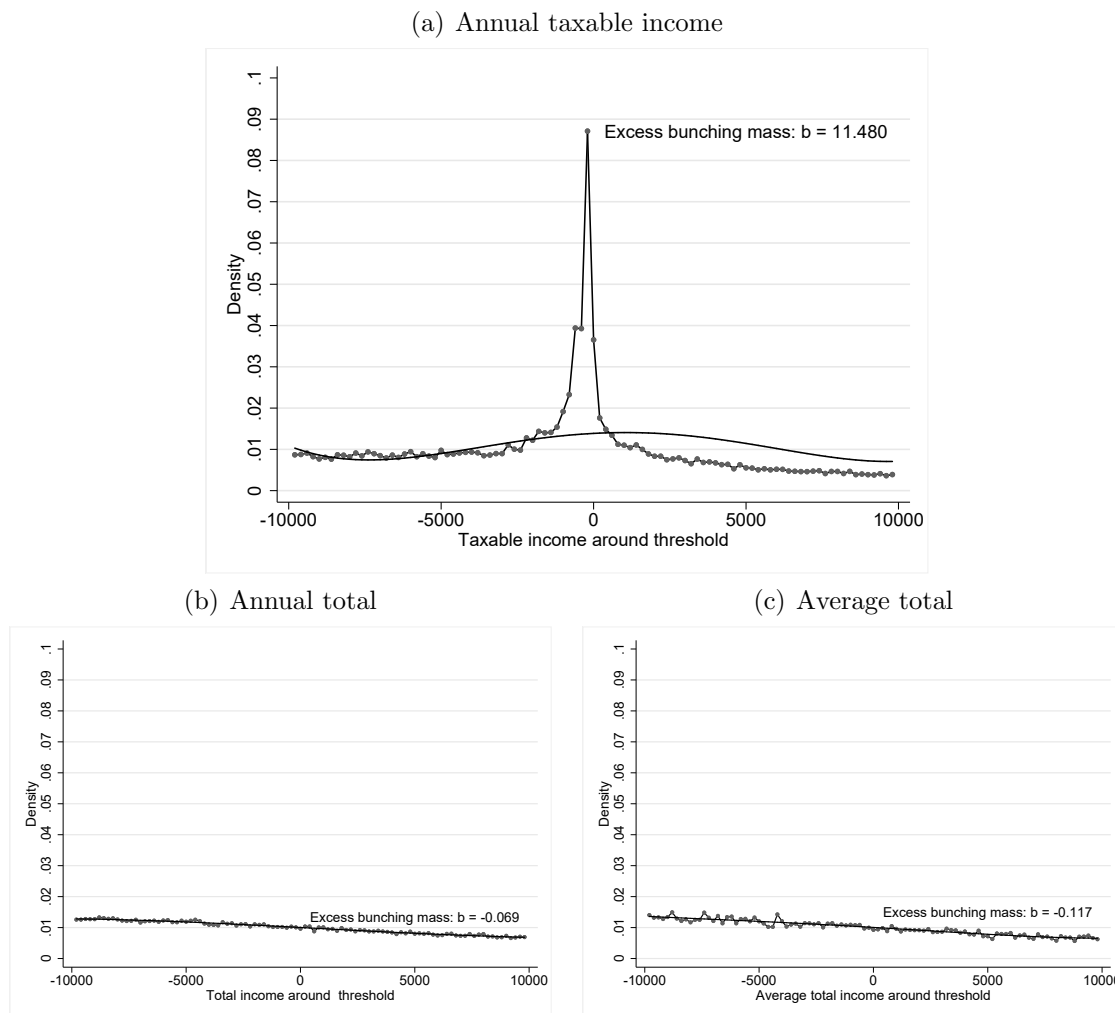 (a) Annual taxable income
.1
.09
.08
.07
.06
.05
.04
.03
.02
.01
0
Density
Excess bunching mass: b = 11.480
-10000 -5000 0 5000 10000
Taxable income around threshold
(b) Annual total
.1
.09
.08
.07
.06
.05
.04
.03
.02
.01
0
Density
Excess bunching mass: b = -0.069
-10000 -5000 0 5000 10000
Total income around threshold
(c) Average total
.1
.09
.08
.07
.06
.05
.04
.03
.02
.01
0
Density
Excess bunching mass: b = -0.117
-10000 -5000 0 5000 10000
Average total income around threshold